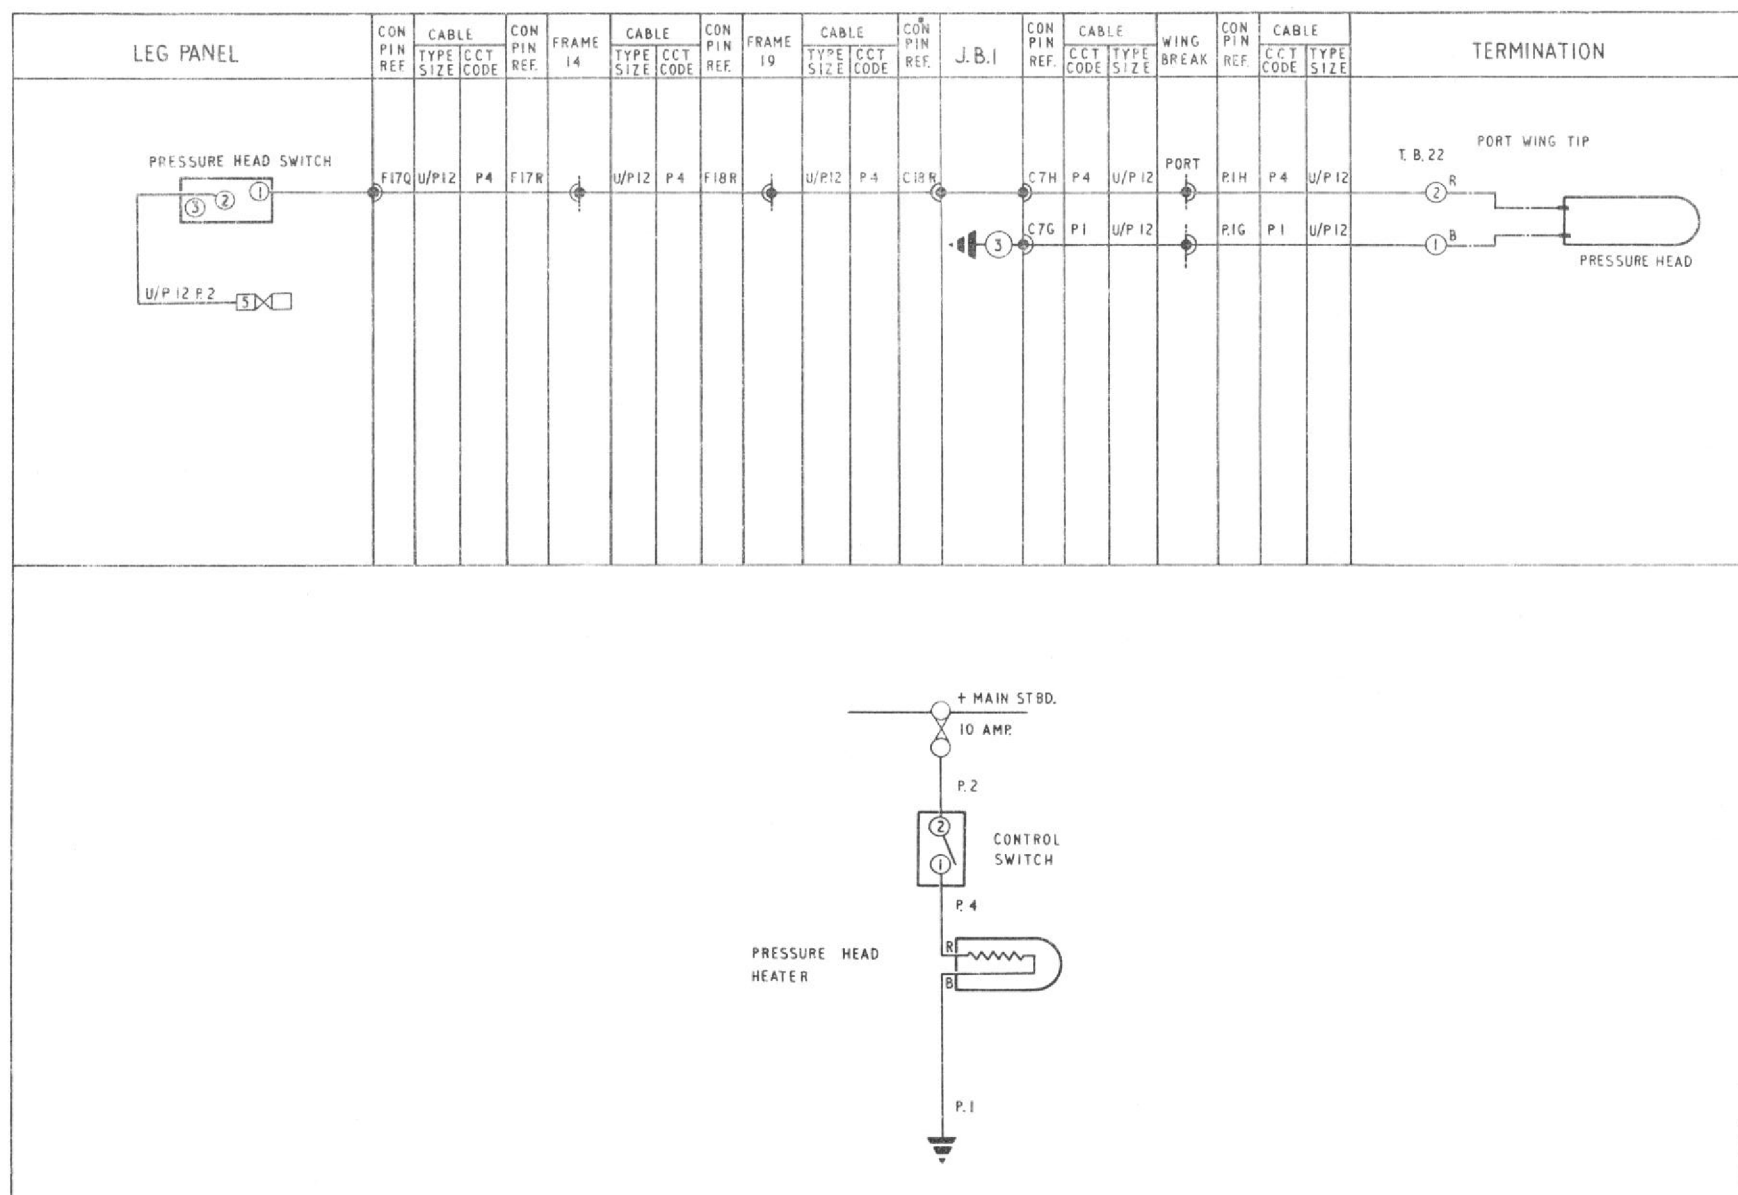 LEG PANEL
CON PIN REF
CABLE
TYPE SIZE
CCT CODE
CON PIN REF.
FRAME 14
CABLE
TYPE SIZE
CCT CODE
CON PIN REF.
FRAME 19
CABLE
TYPE SIZE
CCT CODE
CON PIN REF.
J.B.1
CON PIN REF.
CABLE
CCT CODE
TYPE SIZE
WING BREAK
CON PIN REF.
CABLE
CCT CODE
TYPE SIZE
TERMINATION
PORT WING TIP
T.B.22
PRESSURE HEAD SWITCH
3 2 1
F17Q U/P12 P4 F17R U/P12 P4 F18R U/P12 P4 C18R C7H P4 U/P12 PORT P.1H P4 U/P12 2 R
3 C7G P1 U/P12 P.1G P1 U/P12 1 B
PRESSURE HEAD
U/P 12 P.2 5
+ MAIN STBD.
10 AMP.
P.2
2
1
CONTROL
SWITCH
P.4
PRESSURE HEAD
HEATER
R
B
P.1